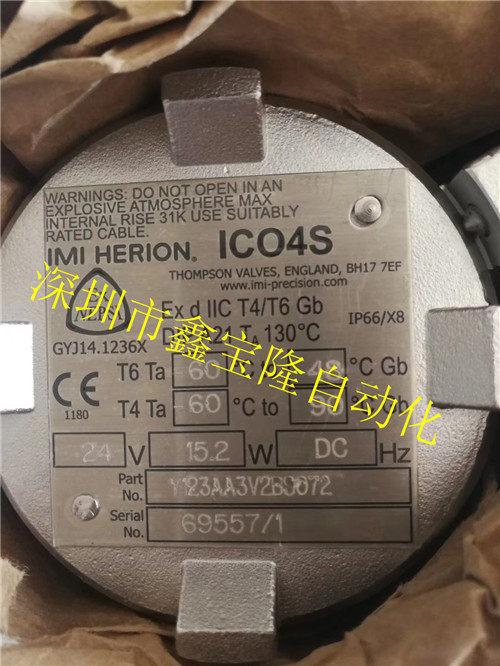 WARNINGS: DO NOT OPEN IN AN
EXPLOSIVE ATMOSPHERE MAX
INTERNAL RISE 31K USE SUITABLY
RATED CABLE.
IMI HERION. ICO4S
THOMPSON VALVES, ENGLAND, BH17 7EF
www.imi-precision.com
Ex d IIC T4/T6 Gb
130°C
IP66/X8
GYJ14.1236X
T6 Ta -60 °C °C Gb
CE
1180
T4 Ta -60 °C to °C Gb
24 V 15.2 W DC Hz
Part
No. Y123AA3V2BS672
Serial
No. 69557/1
深圳市鑫宝隆自动化